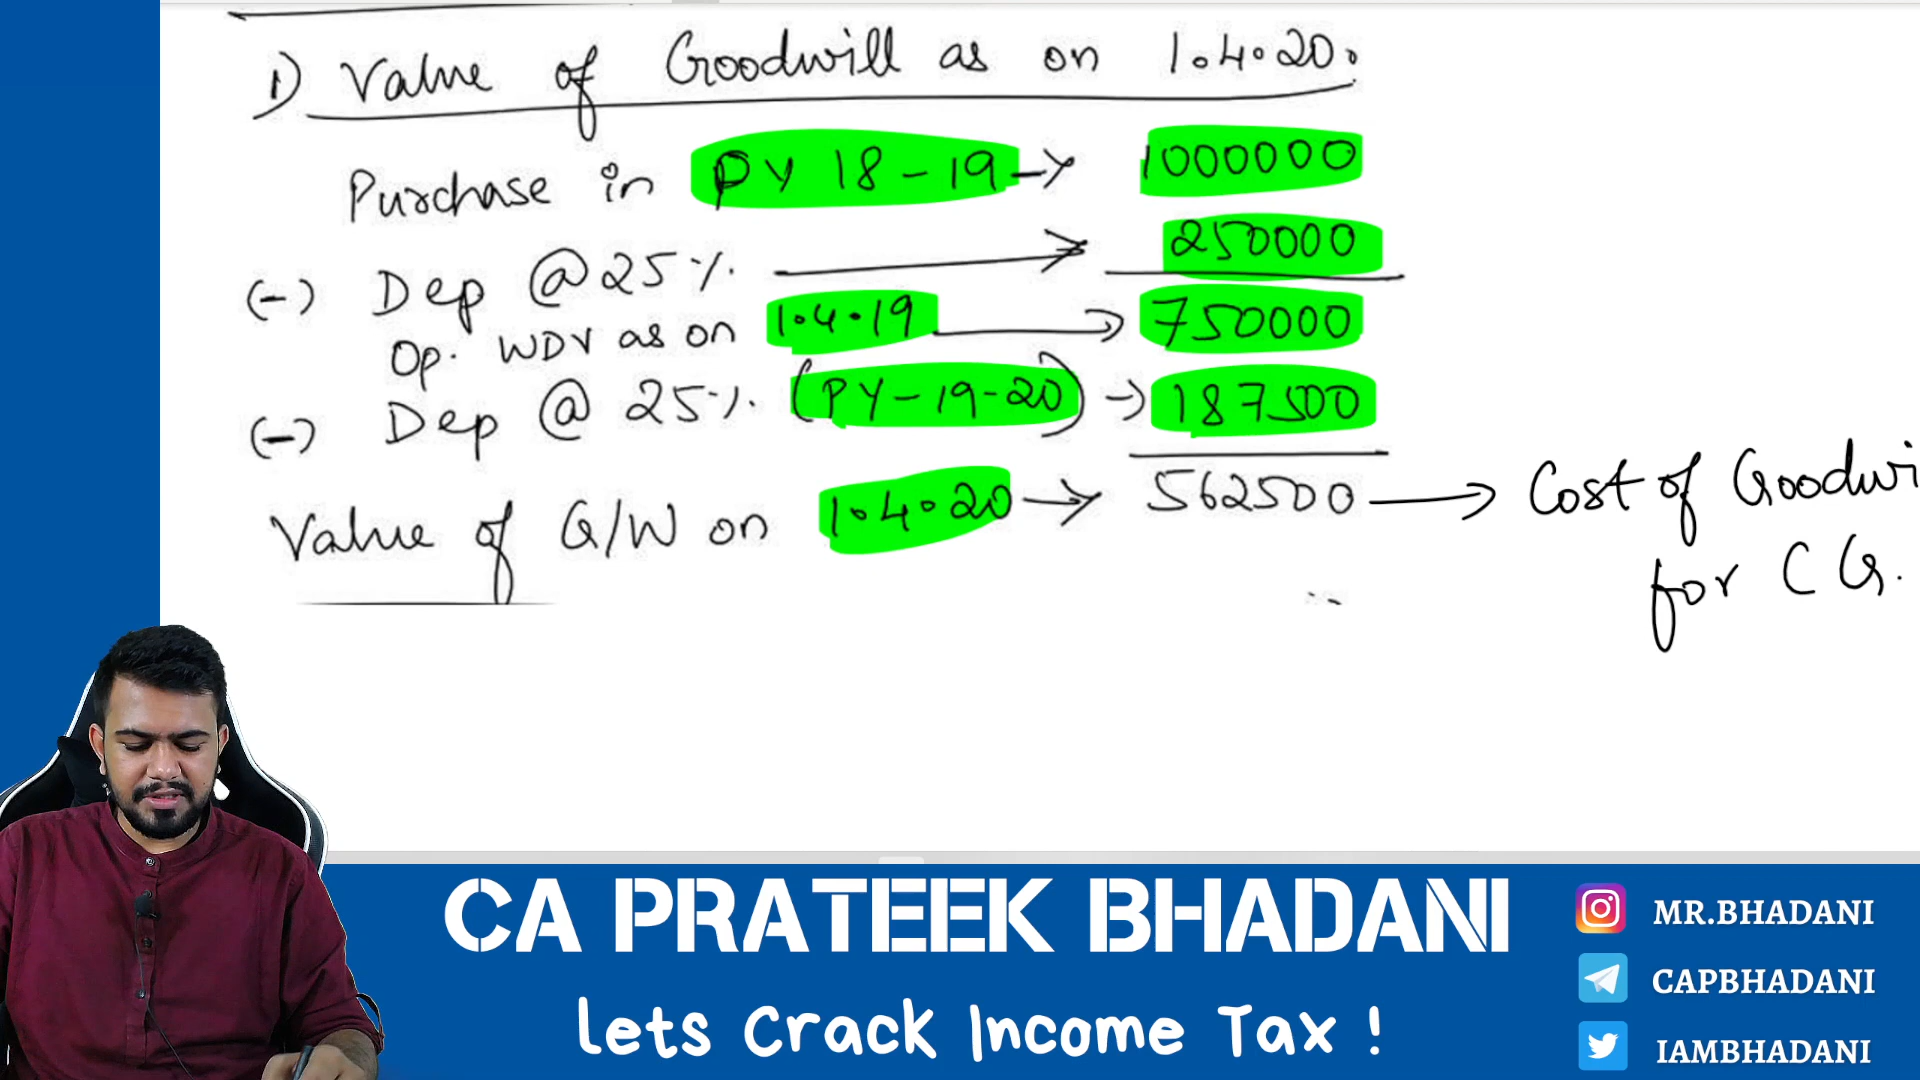 1) Value of Goodwill as on 1.4.20.
Purchase in PY 18-19 → 1000000
(-) Dep @ 25% → 250000
Op. WDV as on 1.4.19 → 750000
(-) Dep @ 25% (PY-19-20) → 187500
Value of G/W on 1.4.20 → 562500 → Cost of Goodwi
for CG.
CA PRATEEK BHADANI
Lets Crack Income Tax !
MR.BHADANI
CAPBHADANI
IAMBHADANI